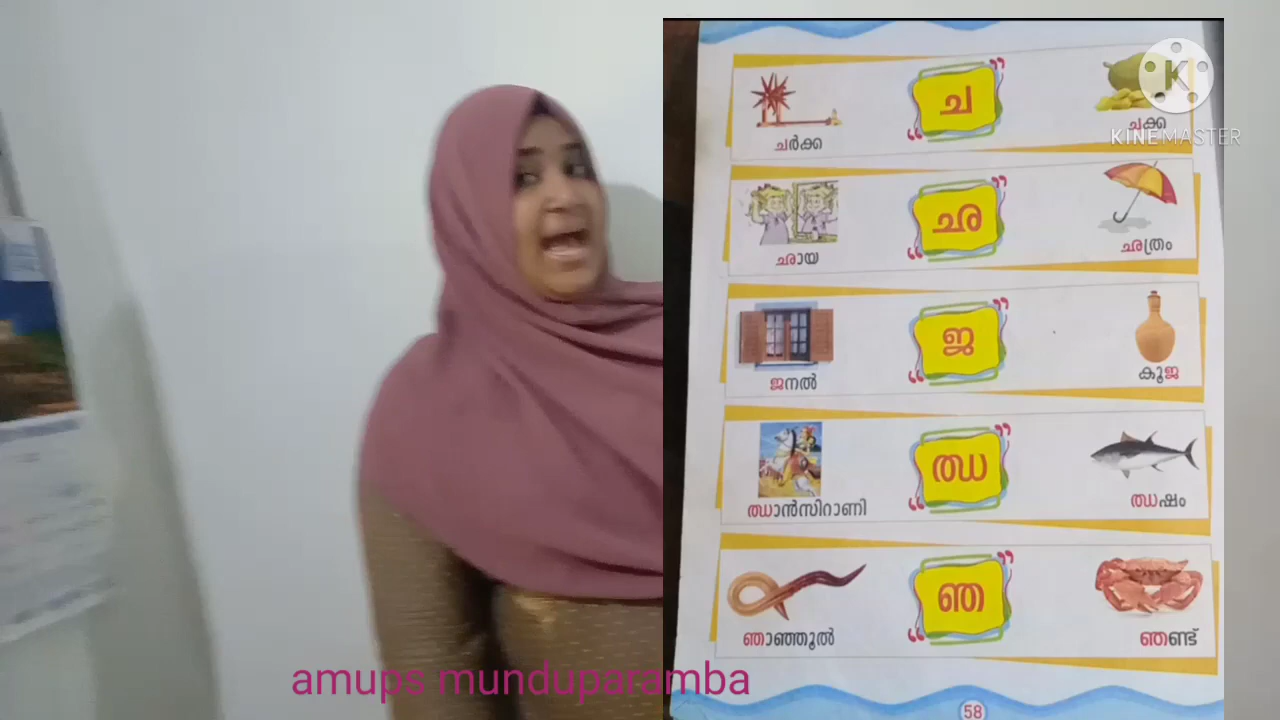 ച
ചർക്ക
ചക്ക
KINEMASTER
ഛ
ഛായ
ഛത്രം
ജ
ജനൽ
കൂജ
ഝ
ഝാൻസിറാണി
ഝഷം
ഞ
ഞാഞ്ഞൂൽ
ഞണ്ട്
amups munduparamba
58